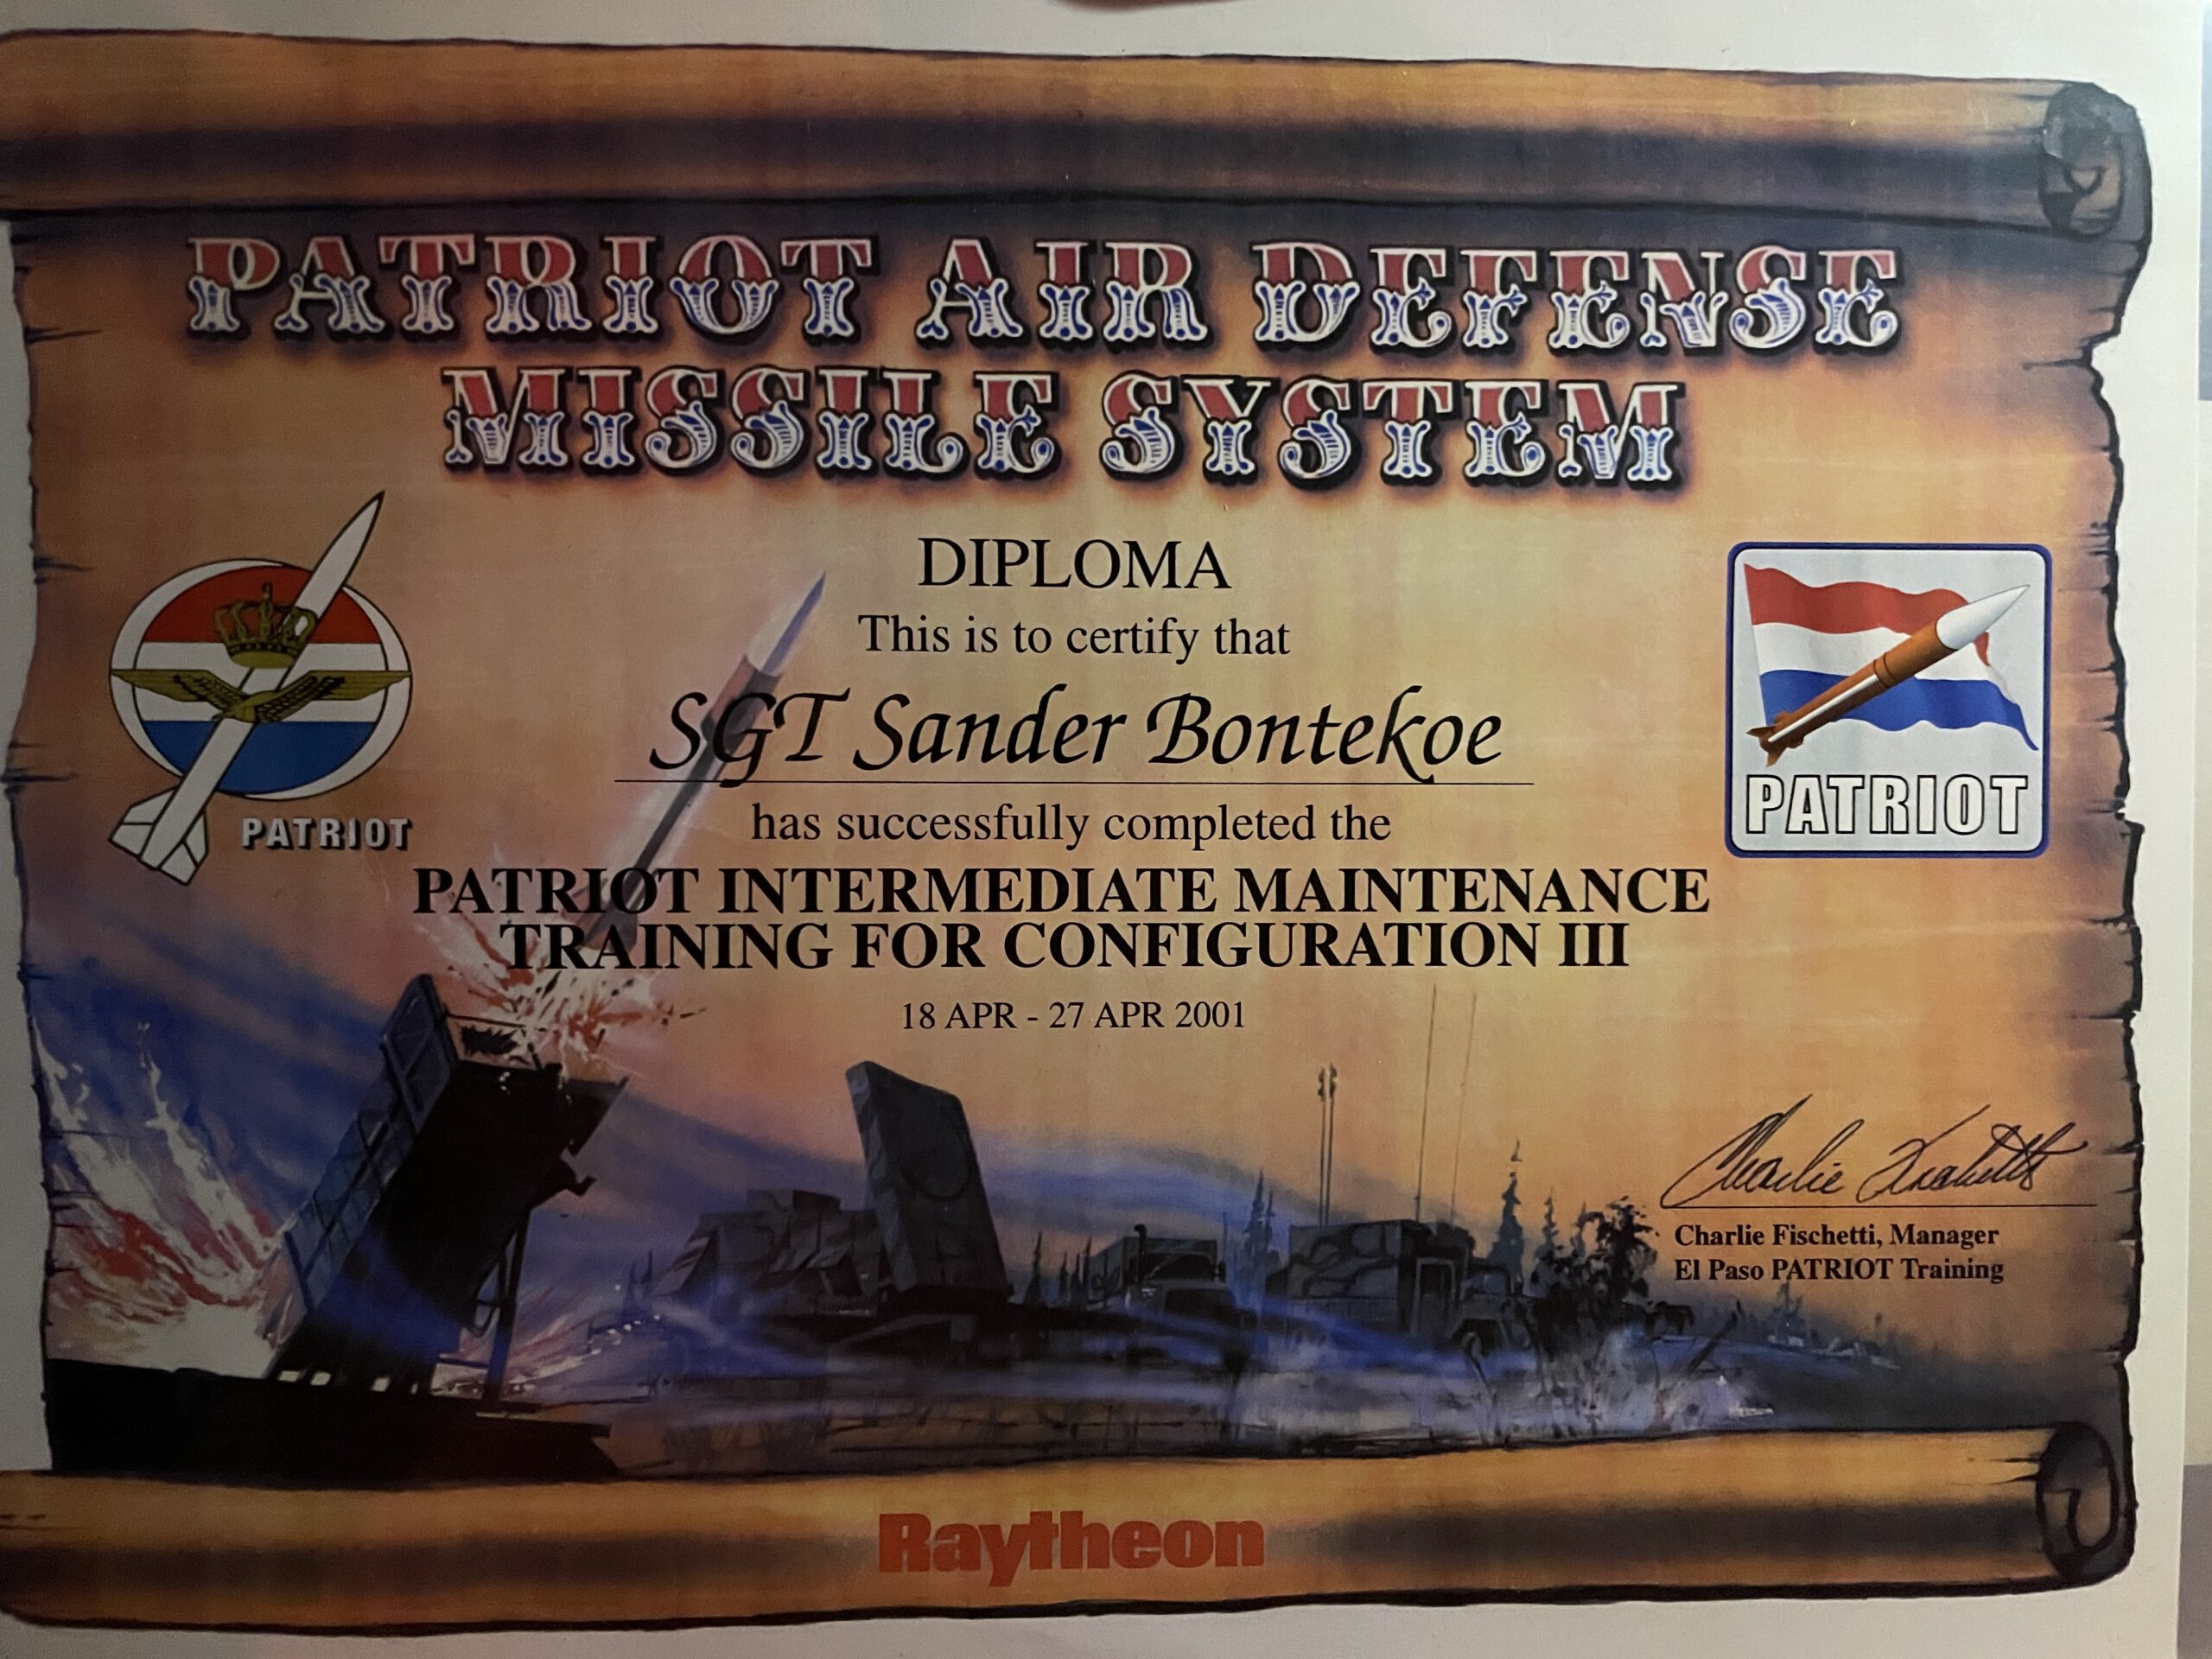 PATRIOT AIR DEFENSE
MISSILE SYSTEM
DIPLOMA
This is to certify that
SGT Sander Bontekoe
has successfully completed the
PATRIOT
PATRIOT
PATRIOT INTERMEDIATE MAINTENANCE
TRAINING FOR CONFIGURATION III
18 APR - 27 APR 2001
Charlie Fischetti, Manager
El Paso PATRIOT Training
Raytheon